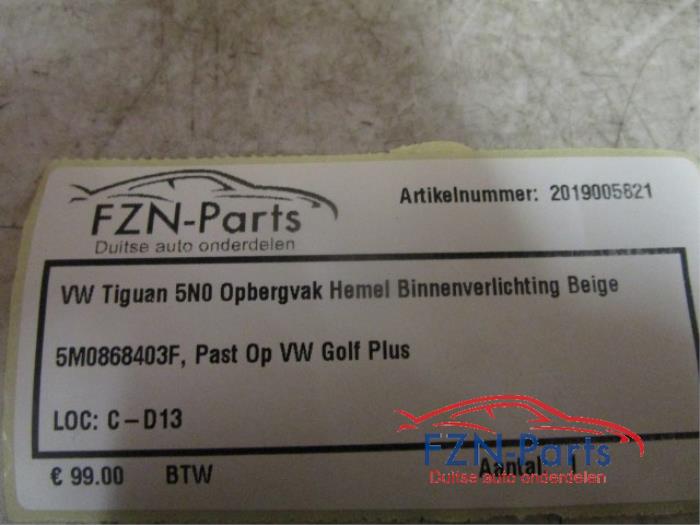 FZN-Parts
Duitse auto onderdelen
Artikelnummer: 2019005821
VW Tiguan 5N0 Opbergvak Hemel Binnenverlichting Beige
5M0868403F, Past Op VW Golf Plus
LOC: C-D13
€ 99.00 BTW Aantal: 1
FZN-Parts
Duitse auto onderdelen